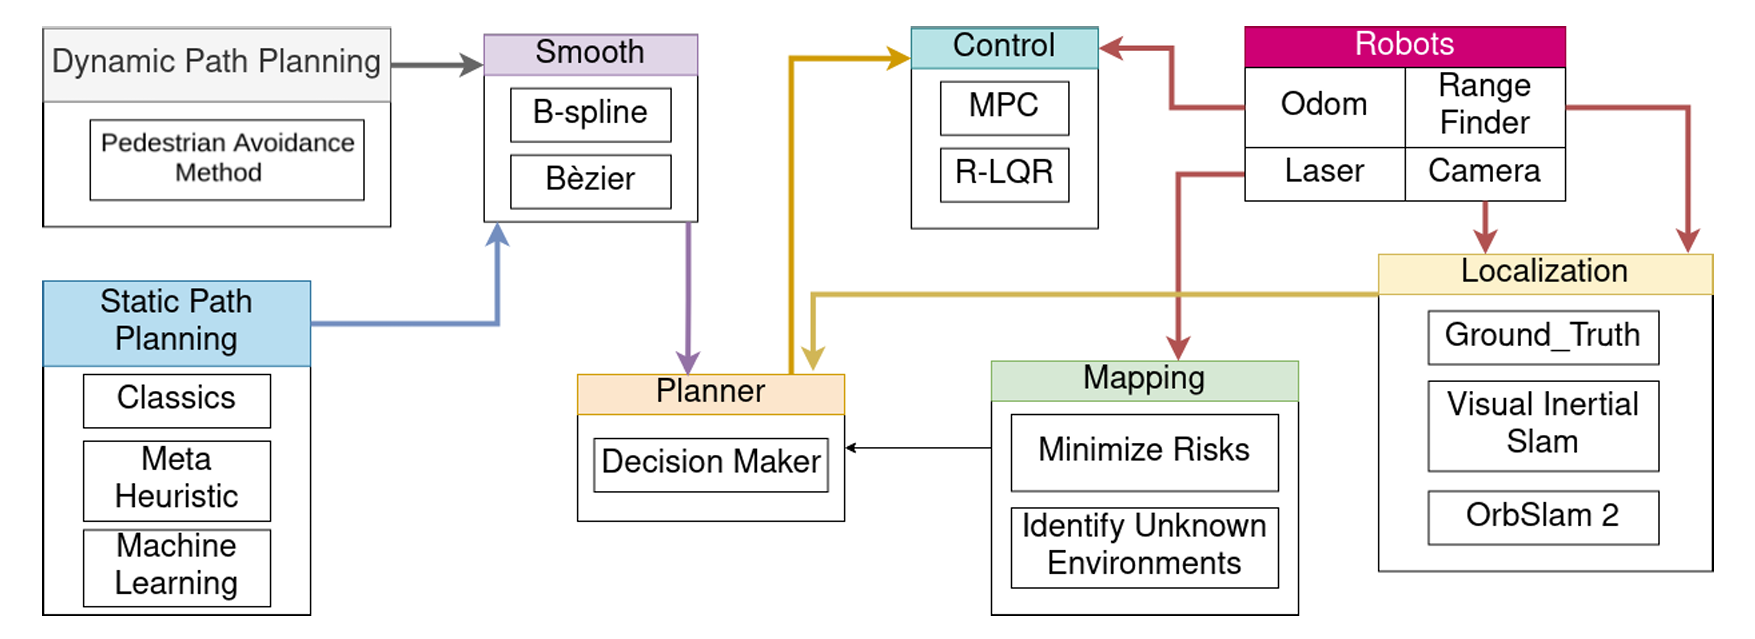 Dynamic Path Planning
Pedestrian Avoidance
Method
Smooth
B-spline
Bèzier
Control
MPC
R-LQR
Robots
Odom
Range
Finder
Laser
Camera
Static Path
Planning
Classics
Meta
Heuristic
Machine
Learning
Planner
Decision Maker
Mapping
Minimize Risks
Identify Unknown
Environments
Localization
Ground_Truth
Visual Inertial
Slam
OrbSlam 2